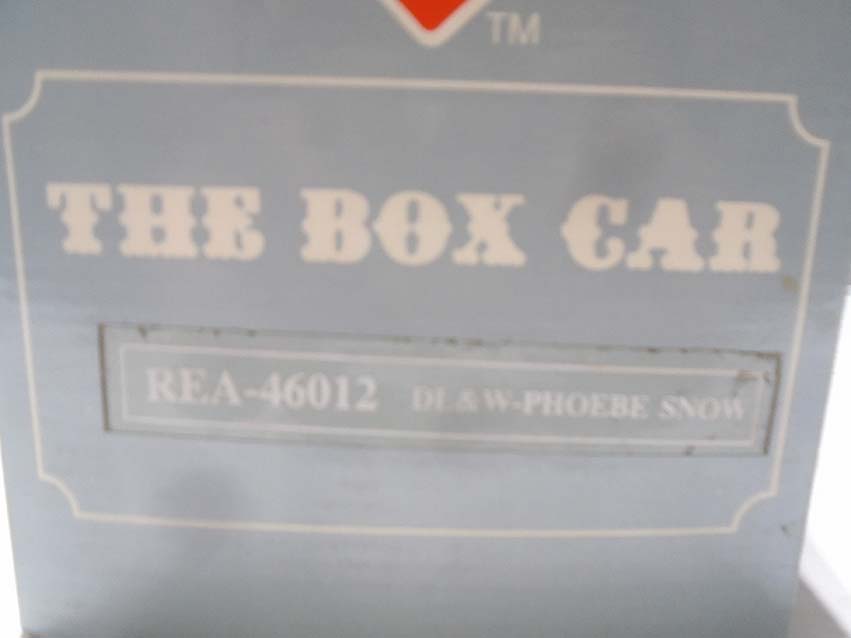 TM
THE BOX CAR
REA-46012 DL&W-PHOEBE SNOW